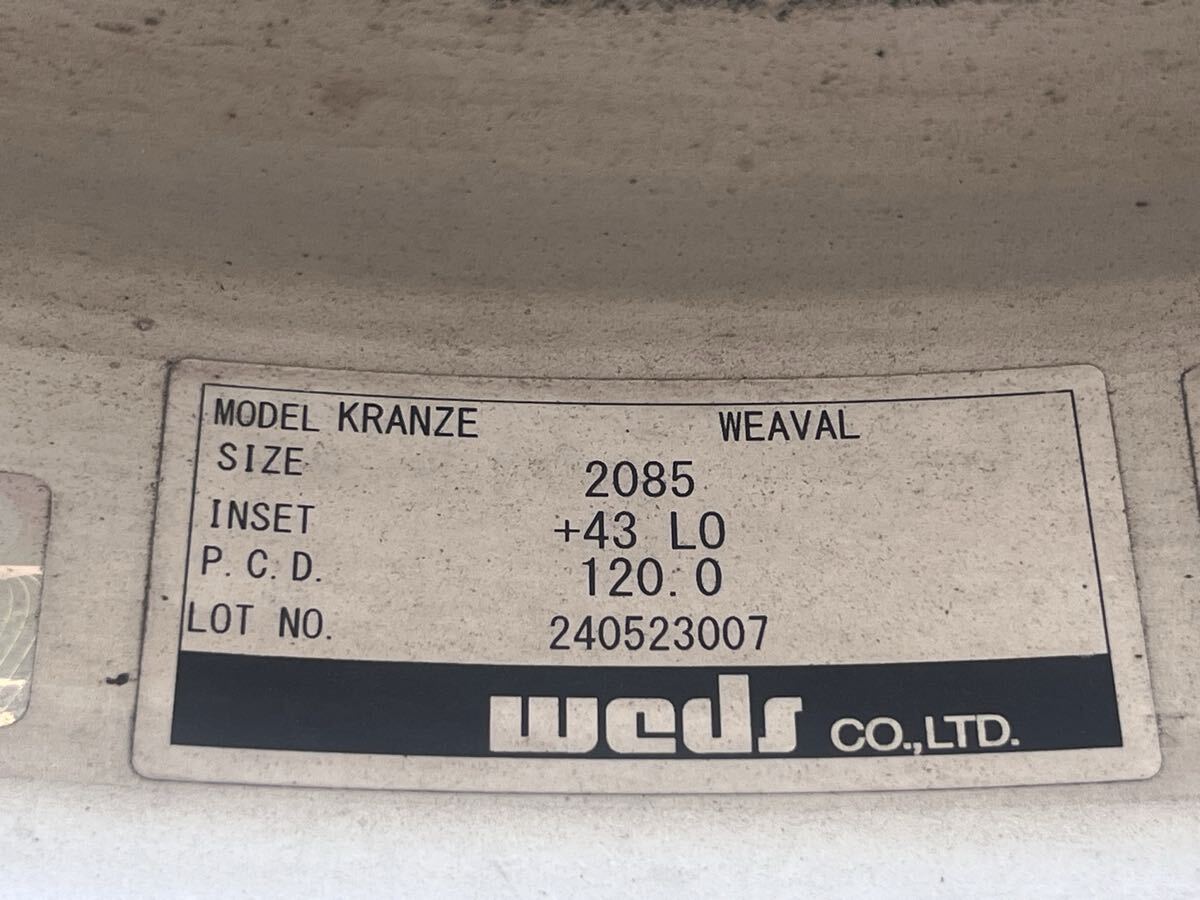 MODEL KRANZE WEAVAL
SIZE 2085
INSET +43 LO
P.C.D. 120.0
LOT NO. 240523007
weds CO.,LTD.